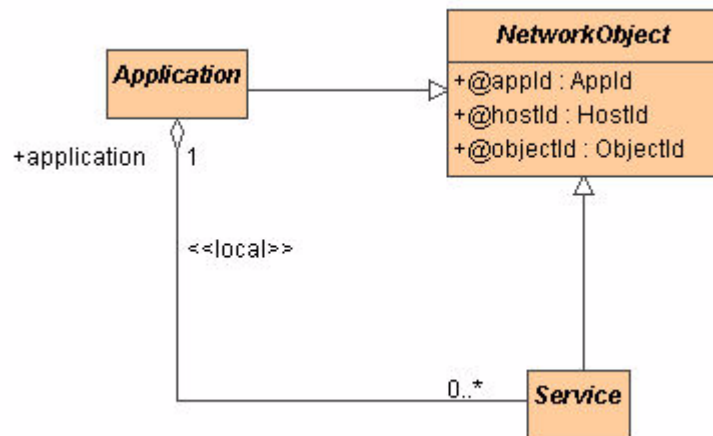 NetworkObject
+@appId : AppId
+@hostId : HostId
+@objectId : ObjectId
Application
+application
1
<<local>>
0..*
Service